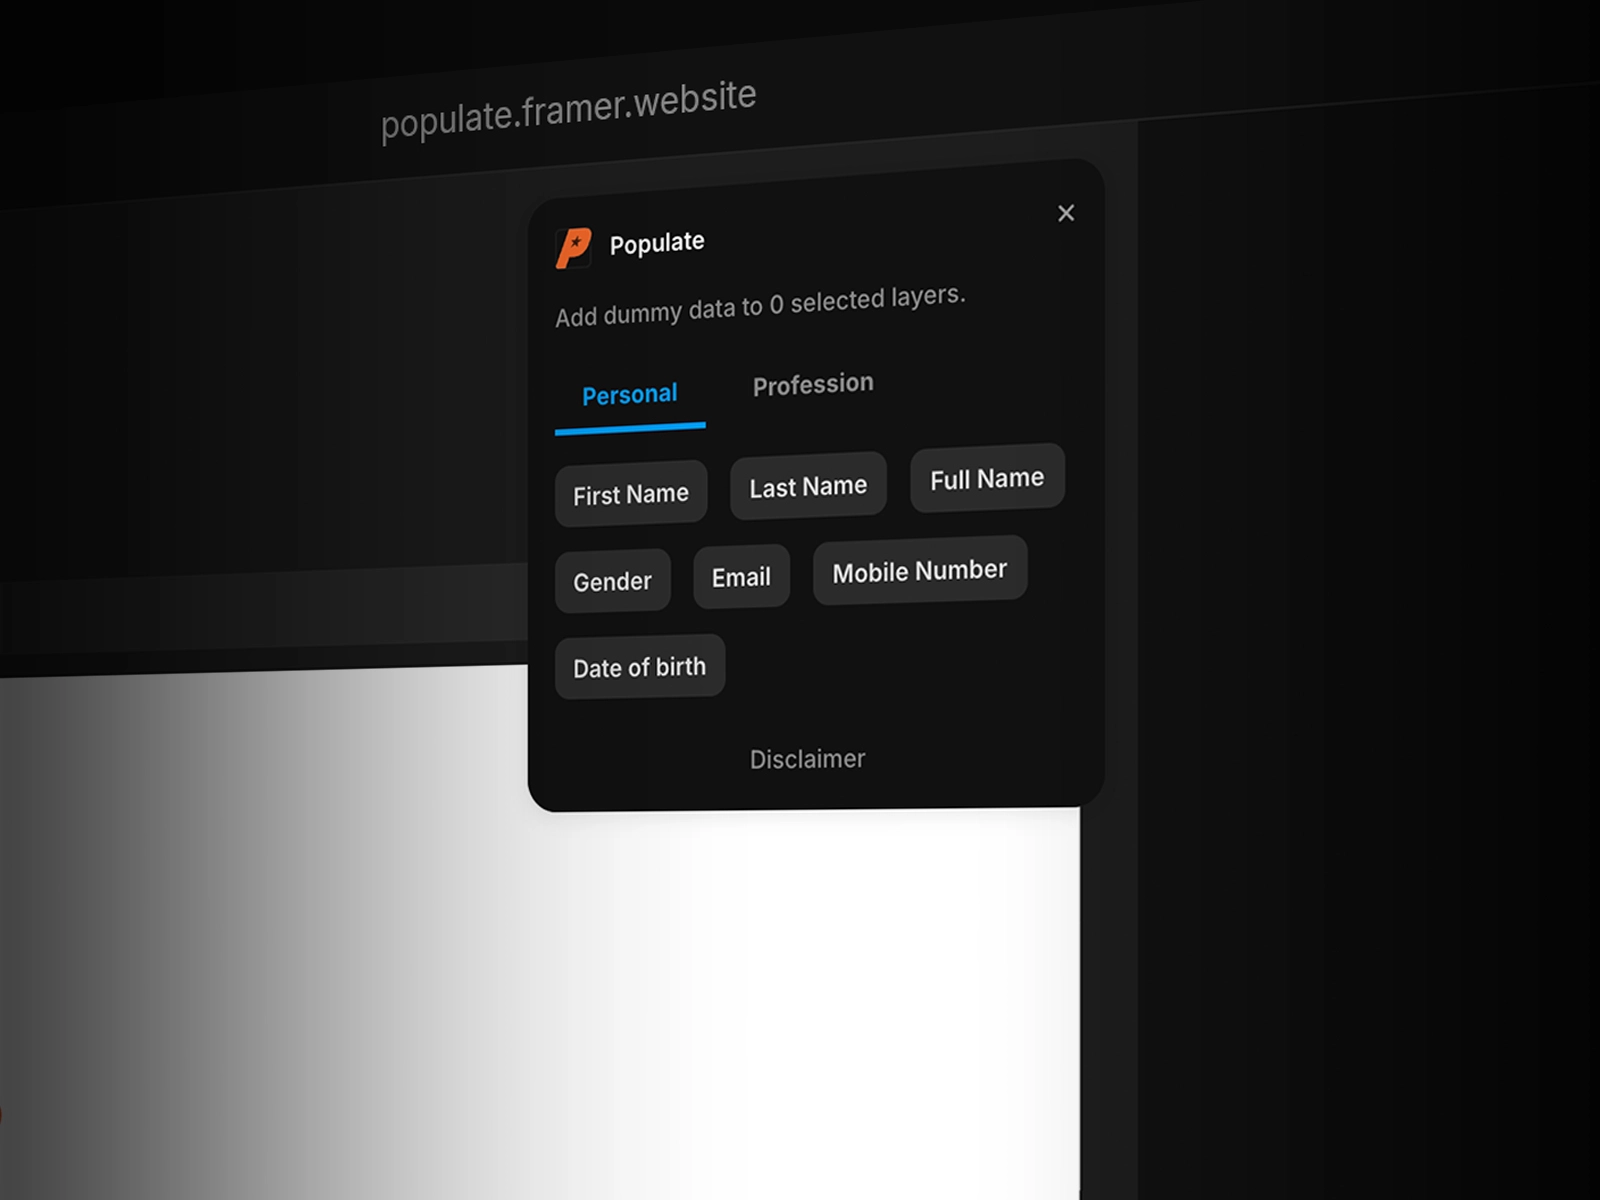 populate.framer.website
Populate
Add dummy data to 0 selected layers.
Personal Profession
First Name Last Name Full Name
Gender Email Mobile Number
Date of birth
Disclaimer